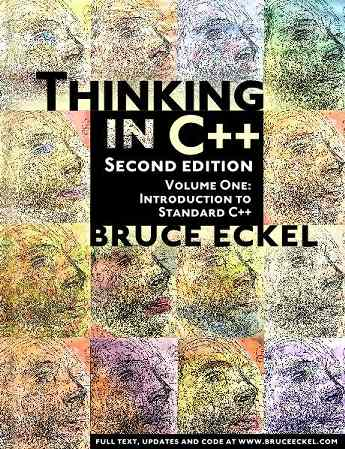 THINKING
IN C++
SECOND EDITION
VOLUME ONE:
INTRODUCTION TO
STANDARD C++
BRUCE ECKEL
FULL TEXT, UPDATES AND CODE AT WWW.BRUCEECKEL.COM